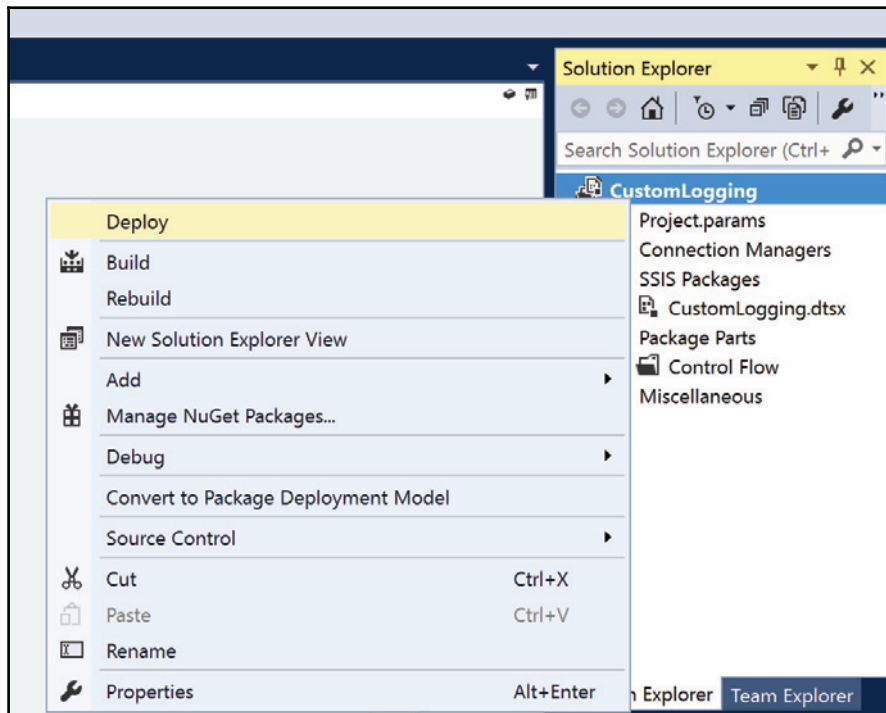 Solution Explorer
Search Solution Explorer (Ctrl+
CustomLogging
Project.params
Connection Managers
SSIS Packages
CustomLogging.dtsx
Package Parts
Control Flow
Miscellaneous
Deploy
Build
Rebuild
New Solution Explorer View
Add
Manage NuGet Packages...
Debug
Convert to Package Deployment Model
Source Control
Cut Ctrl+X
Paste Ctrl+V
Rename
Properties Alt+Enter
Explorer Team Explorer